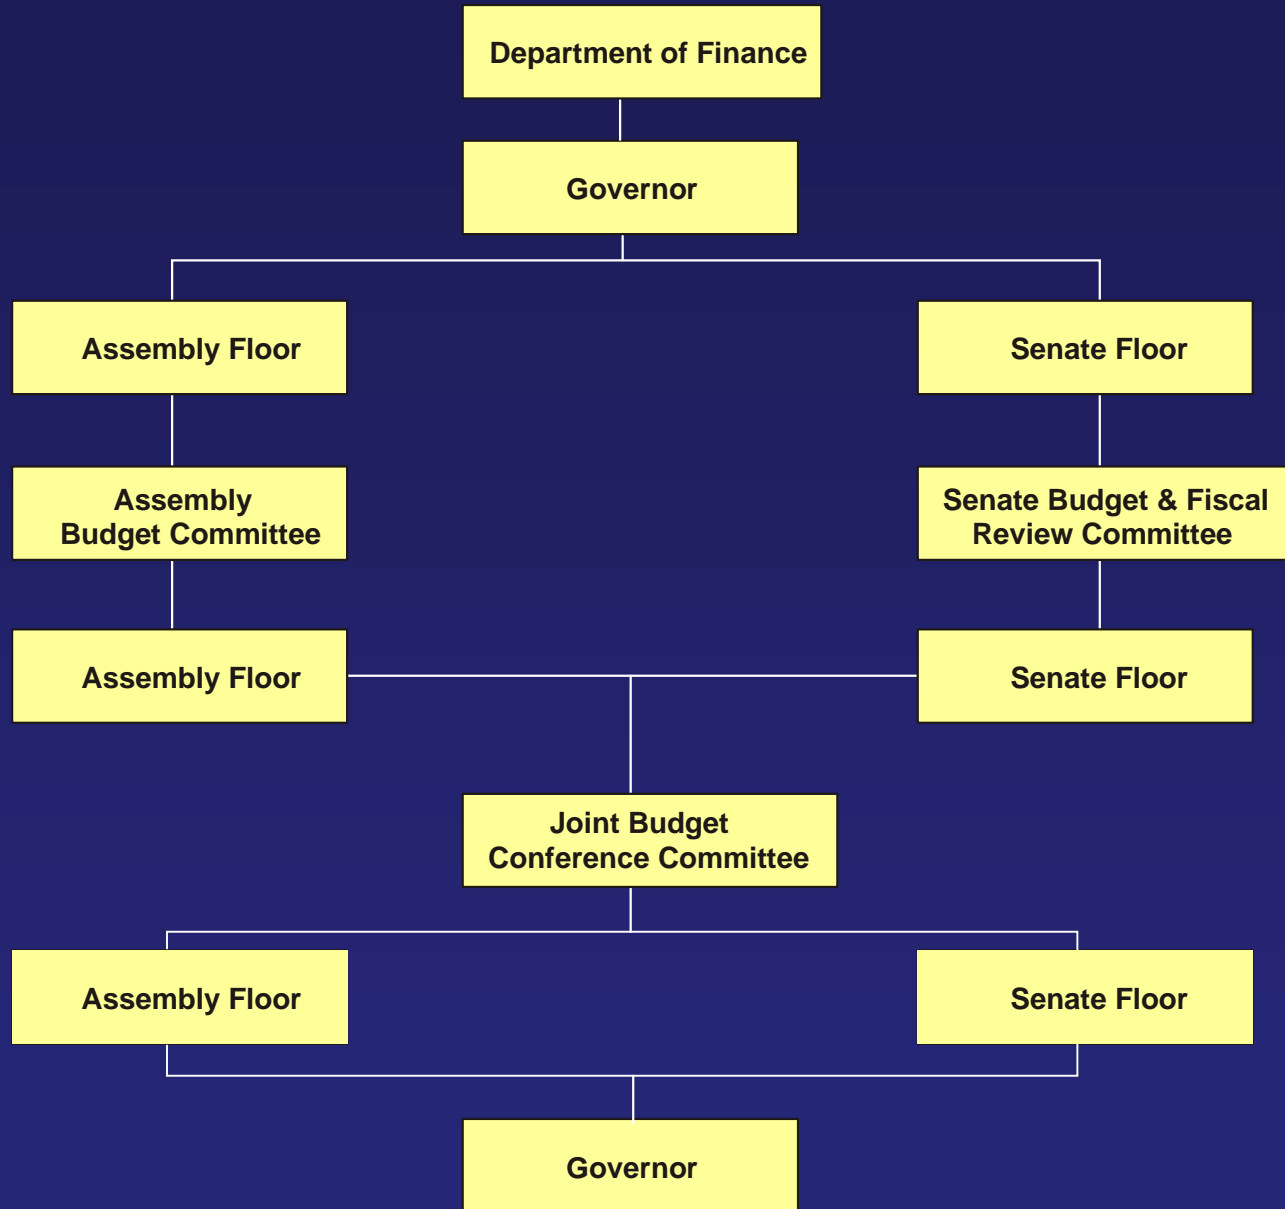 Department of Finance
Governor
Assembly Floor
Senate Floor
Assembly
Budget Committee
Senate Budget & Fiscal
Review Committee
Assembly Floor
Senate Floor
Joint Budget
Conference Committee
Assembly Floor
Senate Floor
Governor